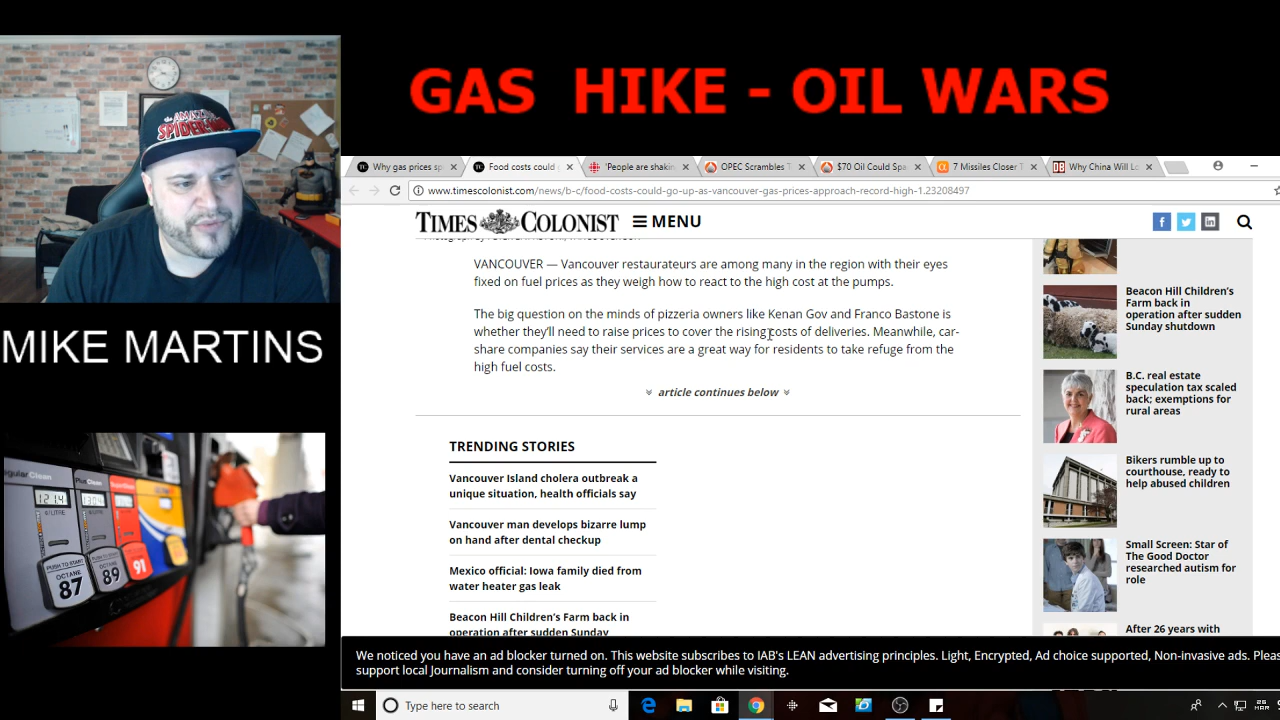 GAS HIKE - OIL WARS
THE AMAZING
SPIDER-MAN
MIKE MARTINS
Why gas prices sp
Food costs could
'People are shakin
OPEC Scrambles T
$70 Oil Could Spa
7 Missiles Closer T
Why China Will Lo
www.timescolonist.com/news/b-c/food-costs-could-go-up-as-vancouver-gas-prices-approach-record-high-1.23208497
TIMES COLONIST
MENU
VANCOUVER — Vancouver restaurateurs are among many in the region with their eyes
fixed on fuel prices as they weigh how to react to the high cost at the pumps.
The big question on the minds of pizzeria owners like Kenan Gov and Franco Bastone is
whether they'll need to raise prices to cover the rising costs of deliveries. Meanwhile, car-
share companies say their services are a great way for residents to take refuge from the
high fuel costs.
article continues below
TRENDING STORIES
Vancouver Island cholera outbreak a
unique situation, health officials say
Vancouver man develops bizarre lump
on hand after dental checkup
Mexico official: Iowa family died from
water heater gas leak
Beacon Hill Children's Farm back in
operation after sudden Sunday
Beacon Hill Children's
Farm back in
operation after sudden
Sunday shutdown
B.C. real estate
speculation tax scaled
back; exemptions for
rural areas
Bikers rumble up to
courthouse, ready to
help abused children
Small Screen: Star of
The Good Doctor
researched autism for
role
After 26 years with
We noticed you have an ad blocker turned on. This website subscribes to IAB's LEAN advertising principles. Light, Encrypted, Ad choice supported, Non-invasive ads. Pleas
support local Journalism and consider turning off your ad blocker while visiting.
Type here to search
121.4
¢/LITRE
PUSH TO START
OCTANE
87
OCTANE
89
91